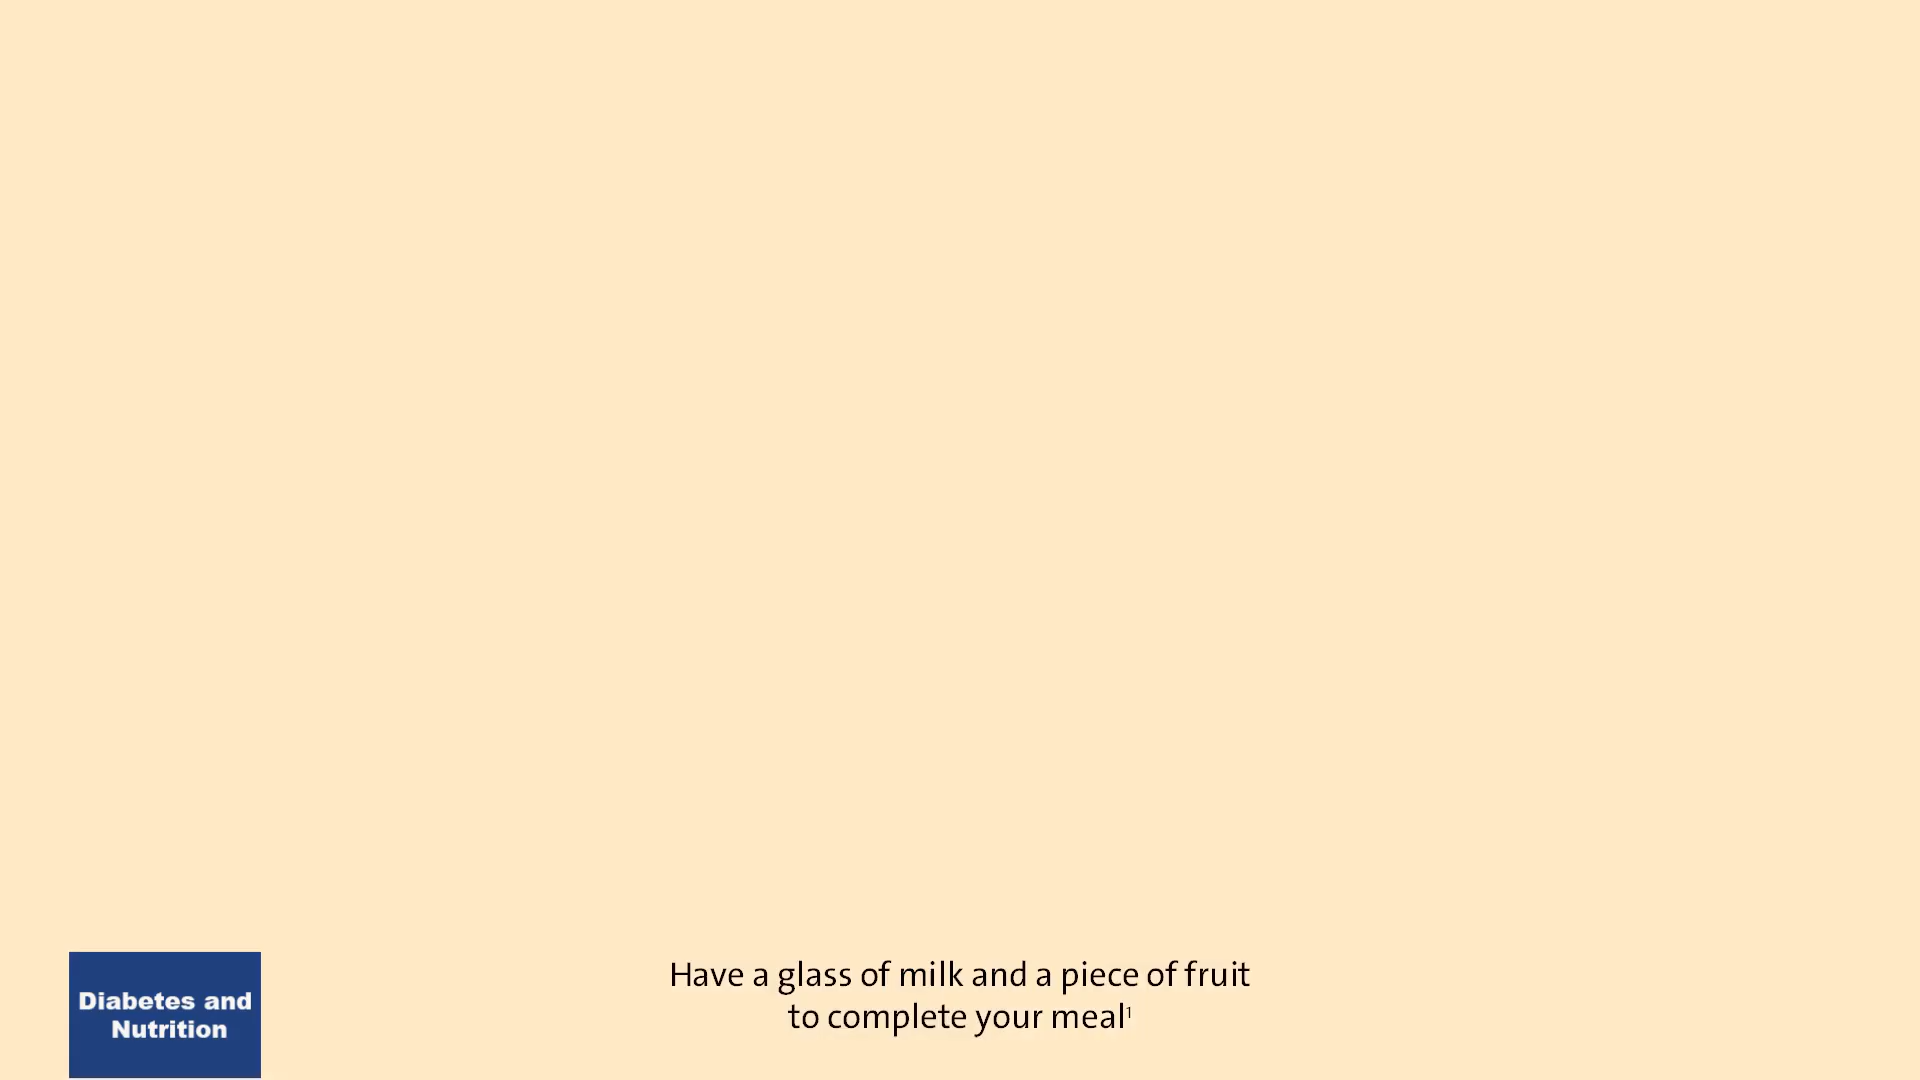 Have a glass of milk and a piece of fruit
to complete your meal¹
Diabetes and
Nutrition